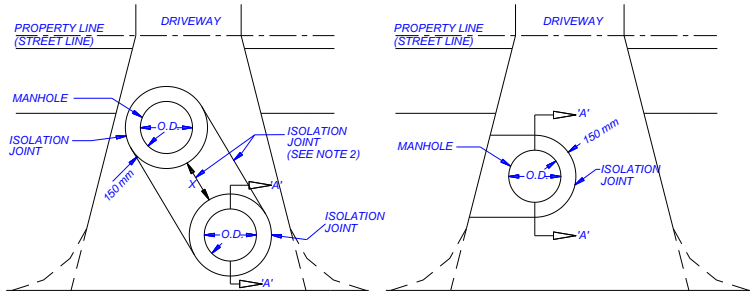 DRIVEWAY
PROPERTY LINE
(STREET LINE)
MANHOLE
O.D.
ISOLATION
JOINT
150 mm
X
ISOLATION
JOINT
(SEE NOTE 2)
'A'
ISOLATION
JOINT
O.D.
'A'
DRIVEWAY
PROPERTY LINE
(STREET LINE)
'A'
150 mm
MANHOLE
O.D.
ISOLATION
JOINT
'A'